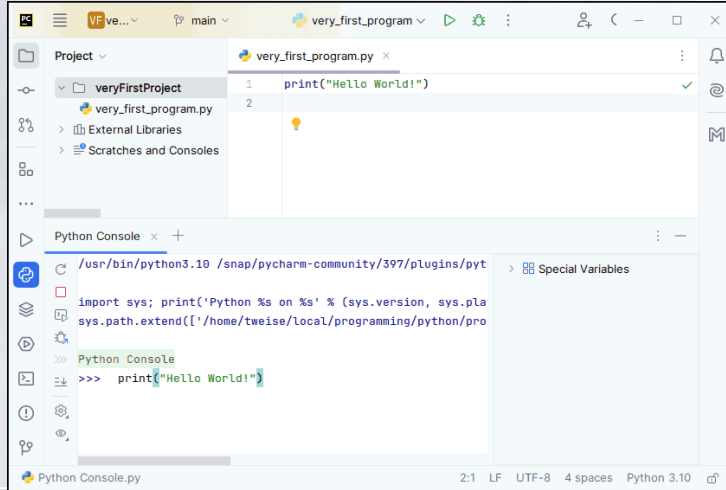 PC VF ve... main very_first_program
Project
very_first_program.py
veryFirstProject
very_first_program.py
External Libraries
Scratches and Consoles
1 print("Hello World!")
2
Python Console
/usr/bin/python3.10 /snap/pycharm-community/397/plugins/pyt
import sys; print('Python %s on %s' % (sys.version, sys.pla
sys.path.extend(['/home/tweise/local/programming/python/pro
Python Console
>>> print("Hello World!")
Special Variables
Python Console.py 2:1 LF UTF-8 4 spaces Python 3.10